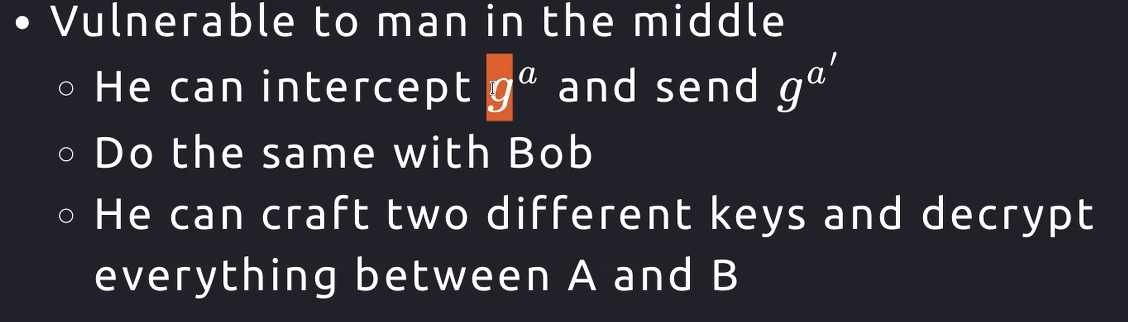 • Vulnerable to man in the middle
◦ He can intercept g^a and send g^a'
◦ Do the same with Bob
◦ He can craft two different keys and decrypt
everything between A and B